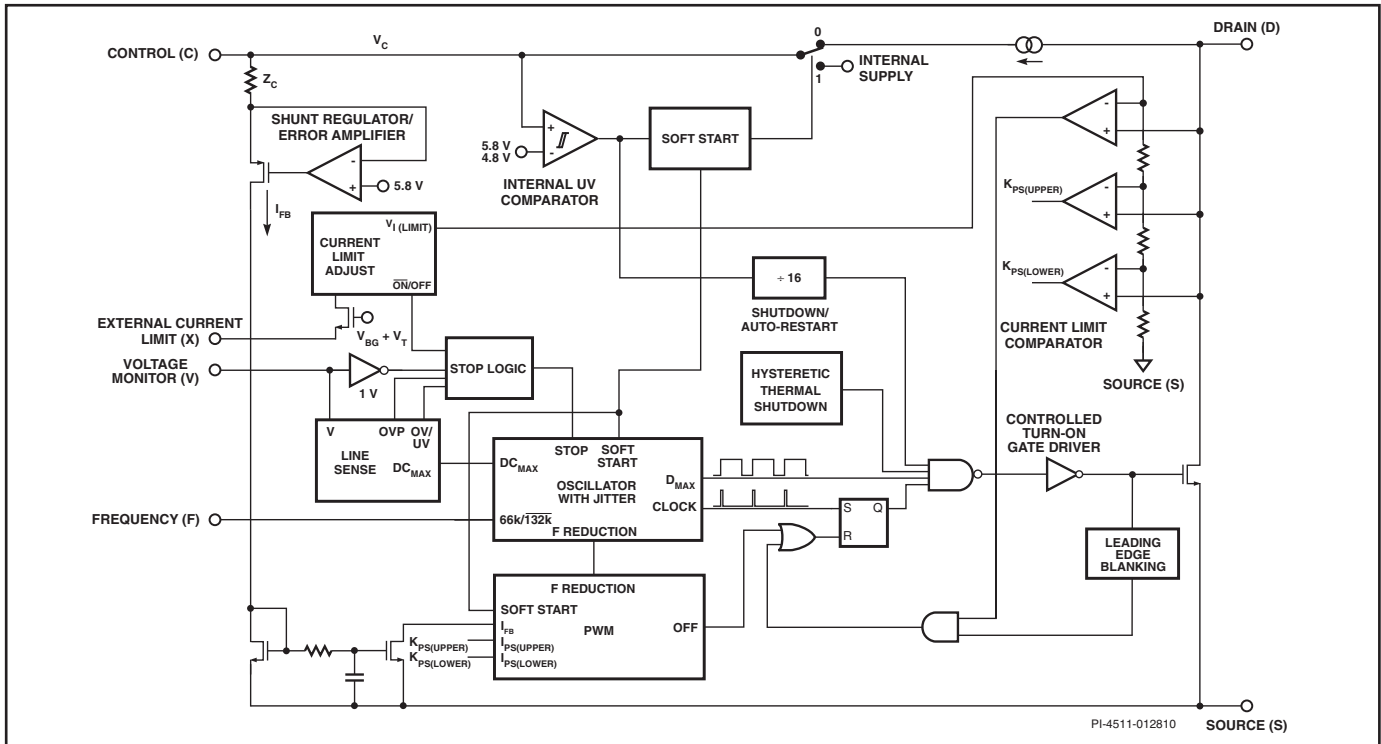 CONTROL (C)
V_C
0
DRAIN (D)
1
INTERNAL
SUPPLY
Z_C
SHUNT REGULATOR/
ERROR AMPLIFIER
-
+
5.8 V
I_FB
+
-
5.8 V
4.8 V
INTERNAL UV
COMPARATOR
SOFT START
-
+
K_PS(UPPER)
-
+
K_PS(LOWER)
-
+
CURRENT LIMIT
COMPARATOR
SOURCE (S)
V_I (LIMIT)
CURRENT
LIMIT
ADJUST
ON/OFF
÷ 16
SHUTDOWN/
AUTO-RESTART
EXTERNAL CURRENT
LIMIT (X)
V_BG + V_T
VOLTAGE
MONITOR (V)
1 V
STOP LOGIC
HYSTERETIC
THERMAL
SHUTDOWN
CONTROLLED
TURN-ON
GATE DRIVER
V
OVP
OV/
UV
LINE
SENSE
DC_MAX
STOP
SOFT
START
DC_MAX
OSCILLATOR
WITH JITTER
D_MAX
CLOCK
66k/132k
F REDUCTION
FREQUENCY (F)
S
Q
R
LEADING
EDGE
BLANKING
F REDUCTION
SOFT START
PWM
OFF
I_FB
K_PS(UPPER)
I_PS(UPPER)
K_PS(LOWER)
I_PS(LOWER)
PI-4511-012810
SOURCE (S)